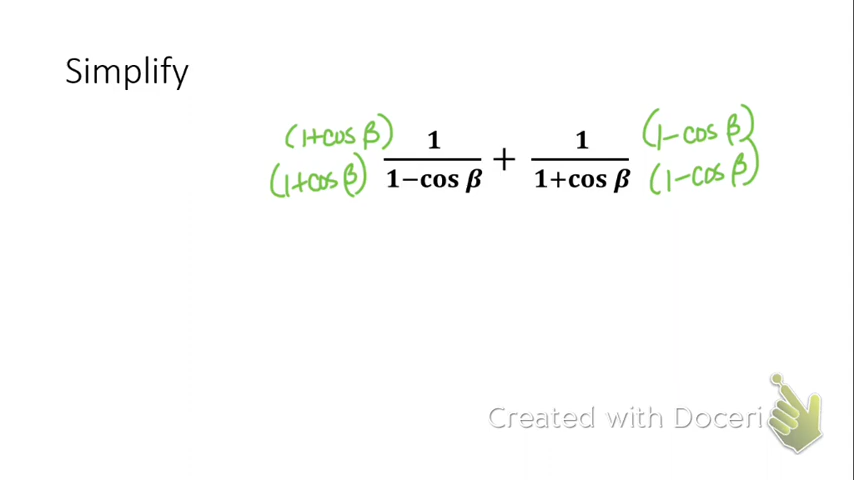 Simplify
(1+cos β) 1 1 (1−cos β)
(1+cos β) 1−cos β + 1+cos β (1−cos β)
Created with Doceri